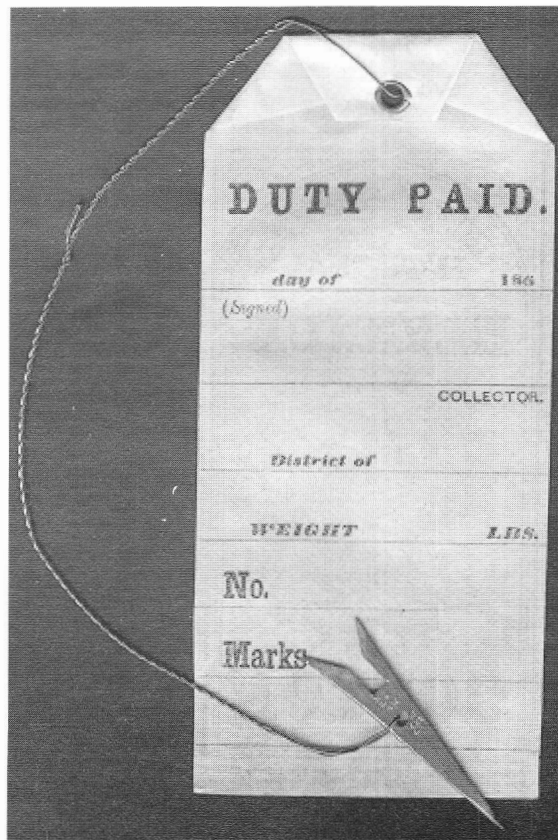 DUTY PAID.
day of 186
(Signed)
COLLECTOR.
District of
WEIGHT LBS.
No.
Marks